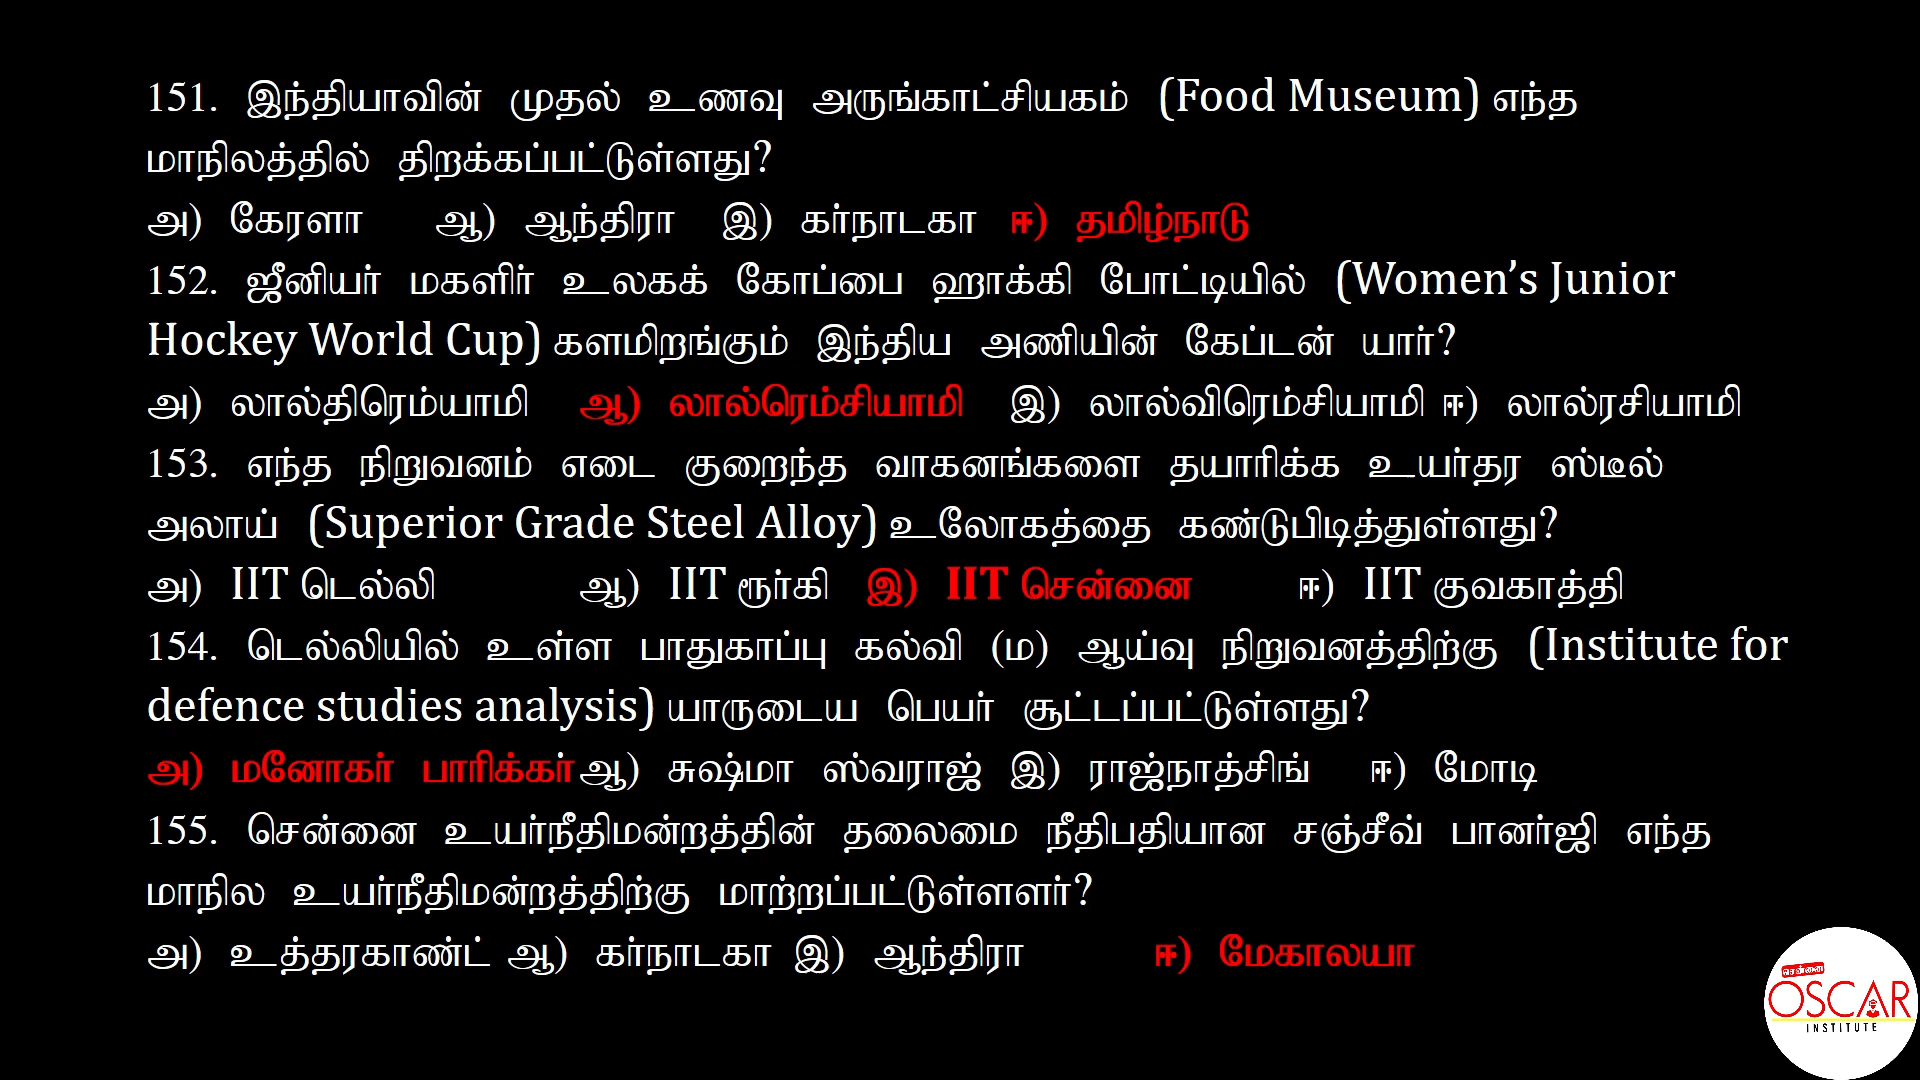 151. இந்தியாவின் முதல் உணவு அருங்காட்சியகம் (Food Museum) எந்த
மாநிலத்தில் திறக்கப்பட்டுள்ளது?
அ) கேரளா ஆ) ஆந்திரா இ) கர்நாடகா ஈ) தமிழ்நாடு
152. ஜீனியர் மகளிர் உலகக் கோப்பை ஹாக்கி போட்டியில் (Women’s Junior
Hockey World Cup) களமிறங்கும் இந்திய அணியின் கேப்டன் யார்?
அ) லால்திரெம்யாமி ஆ) லால்ரெம்சியாமி இ) லால்விரெம்சியாமி ஈ) லால்ரசியாமி
153. எந்த நிறுவனம் எடை குறைந்த வாகனங்களை தயாரிக்க உயர்தர ஸ்டீல்
அலாய் (Superior Grade Steel Alloy) உலோகத்தை கண்டுபிடித்துள்ளது?
அ) IIT டெல்லி ஆ) IIT ரூர்கி இ) IIT சென்னை ஈ) IIT குவகாத்தி
154. டெல்லியில் உள்ள பாதுகாப்பு கல்வி (ம) ஆய்வு நிறுவனத்திற்கு (Institute for
defence studies analysis) யாருடைய பெயர் சூட்டப்பட்டுள்ளது?
அ) மனோகர் பாரிக்கர் ஆ) சுஷ்மா ஸ்வராஜ் இ) ராஜ்நாத்சிங் ஈ) மோடி
155. சென்னை உயர்நீதிமன்றத்தின் தலைமை நீதிபதியான சஞ்சீவ் பானர்ஜி எந்த
மாநில உயர்நீதிமன்றத்திற்கு மாற்றப்பட்டுள்ளளர்?
அ) உத்தரகாண்ட் ஆ) கர்நாடகா இ) ஆந்திரா ஈ) மேகாலயா
சென்னை
OSCAR
INSTITUTE